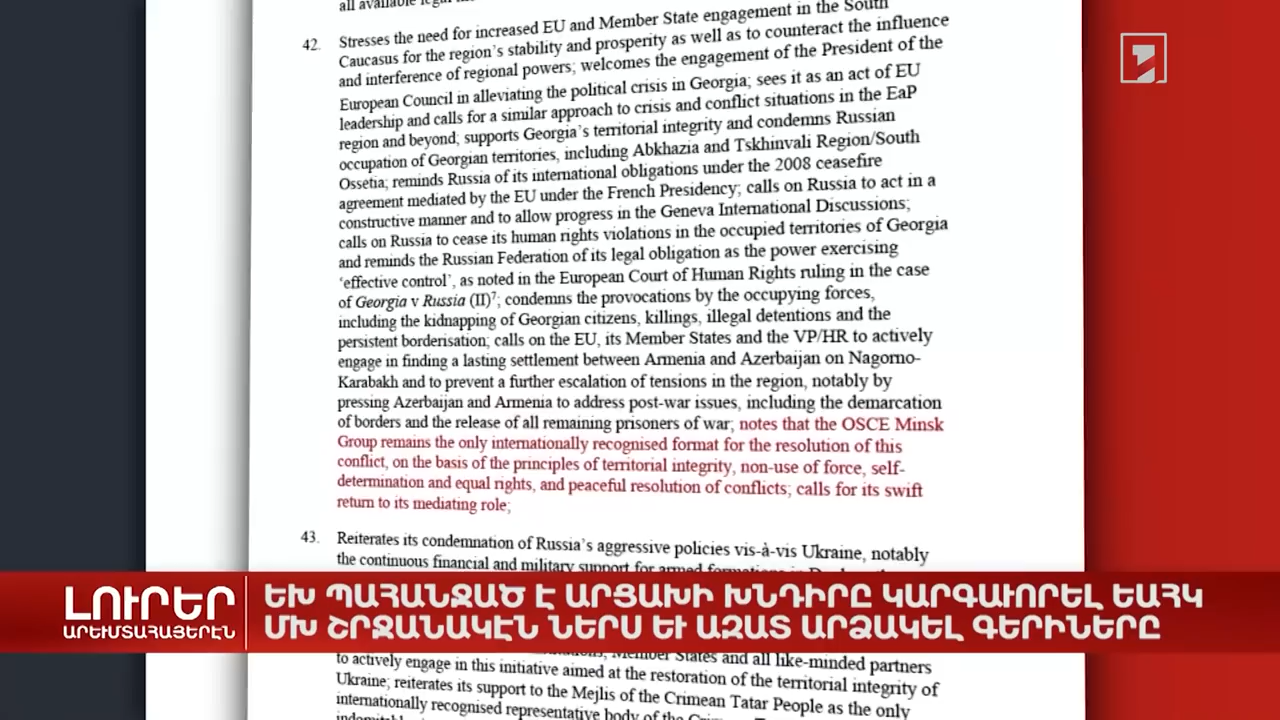 all available legal
42. Stresses the need for increased EU and Member State engagement in the South
Caucasus for the region's stability and prosperity as well as to counteract the influence
and interference of regional powers; welcomes the engagement of the President of the
European Council in alleviating the political crisis in Georgia; sees it as an act of EU
leadership and calls for a similar approach to crisis and conflict situations in the EaP
region and beyond; supports Georgia's territorial integrity and condemns Russian
occupation of Georgian territories, including Abkhazia and Tskhinvali Region/South
Ossetia; reminds Russia of its international obligations under the 2008 ceasefire
agreement mediated by the EU under the French Presidency; calls on Russia to act in a
constructive manner and to allow progress in the Geneva International Discussions;
calls on Russia to cease its human rights violations in the occupied territories of Georgia
and reminds the Russian Federation of its legal obligation as the power exercising
‘effective control’, as noted in the European Court of Human Rights ruling in the case
of Georgia v Russia (II)⁷; condemns the provocations by the occupying forces,
including the kidnapping of Georgian citizens, killings, illegal detentions and the
persistent borderisation; calls on the EU, its Member States and the VP/HR to actively
engage in finding a lasting settlement between Armenia and Azerbaijan on Nagorno-
Karabakh and to prevent a further escalation of tensions in the region, notably by
pressing Azerbaijan and Armenia to address post-war issues, including the demarcation
of borders and the release of all remaining prisoners of war; notes that the OSCE Minsk
Group remains the only internationally recognised format for the resolution of this
conflict, on the basis of the principles of territorial integrity, non-use of force, self-
determination and equal rights, and peaceful resolution of conflicts; calls for its swift
return to its mediating role;
43. Reiterates its condemnation of Russia's aggressive policies vis-à-vis Ukraine, notably
the continuous financial and military support for armed
ԼՈՒՐԵՐ
ԱՐԵՒՄՏԱՀԱՅԵՐԷՆ
ԵԽ ՊԱՀԱՆՋԱԾ Է ԱՐՑԱԽԻ ԽՆԴԻՐԸ ԿԱՐԳԱՒՈՐԵԼ ԵԱՀԿ
ՄԽ ՇՐՋԱՆԱԿԷՆ ՆԵՐՍ ԵՒ ԱԶԱՏ ԱՐՁԱԿԵԼ ԳԵՐԻՆԵՐԸ
Member States and all like-minded partners
to actively engage in this initiative aimed at the restoration of the territorial integrity of
Ukraine; reiterates its support to the Mejlis of the Crimean Tatar People as the only
internationally recognised representative body of the